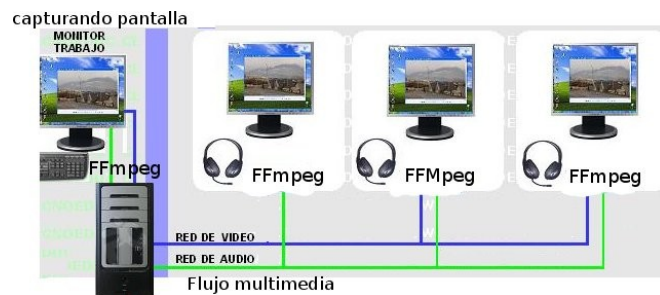 capturando pantalla
MONITOR
TRABAJO
FFmpeg
FFmpeg
FFMpeg
FFmpeg
RED DE VIDEO
RED DE AUDIO
Flujo multimedia